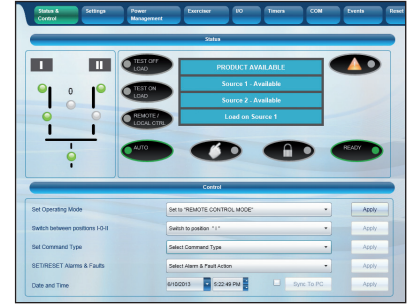 Status & Control
Settings
Power Management
Exerciser
I/O
Timers
COM
Events
Reset
Status
I
II
0
TEST OFF LOAD
TEST ON LOAD
REMOTE / LOCAL CTRL
PRODUCT AVAILABLE
Source 1 - Available
Source 2 - Available
Load on Source 1
AUTO
READY
Control
Set Operating Mode
Set to "REMOTE CONTROL MODE"
Apply
Switch between positions I-0-II
Switch to position " I "
Apply
Set Command Type
Select Command Type
Apply
SET/RESET Alarms & Faults
Select Alarm & Fault Action
Apply
Date and Time
6/10/2013
5:22:49 PM
Sync To PC
Apply